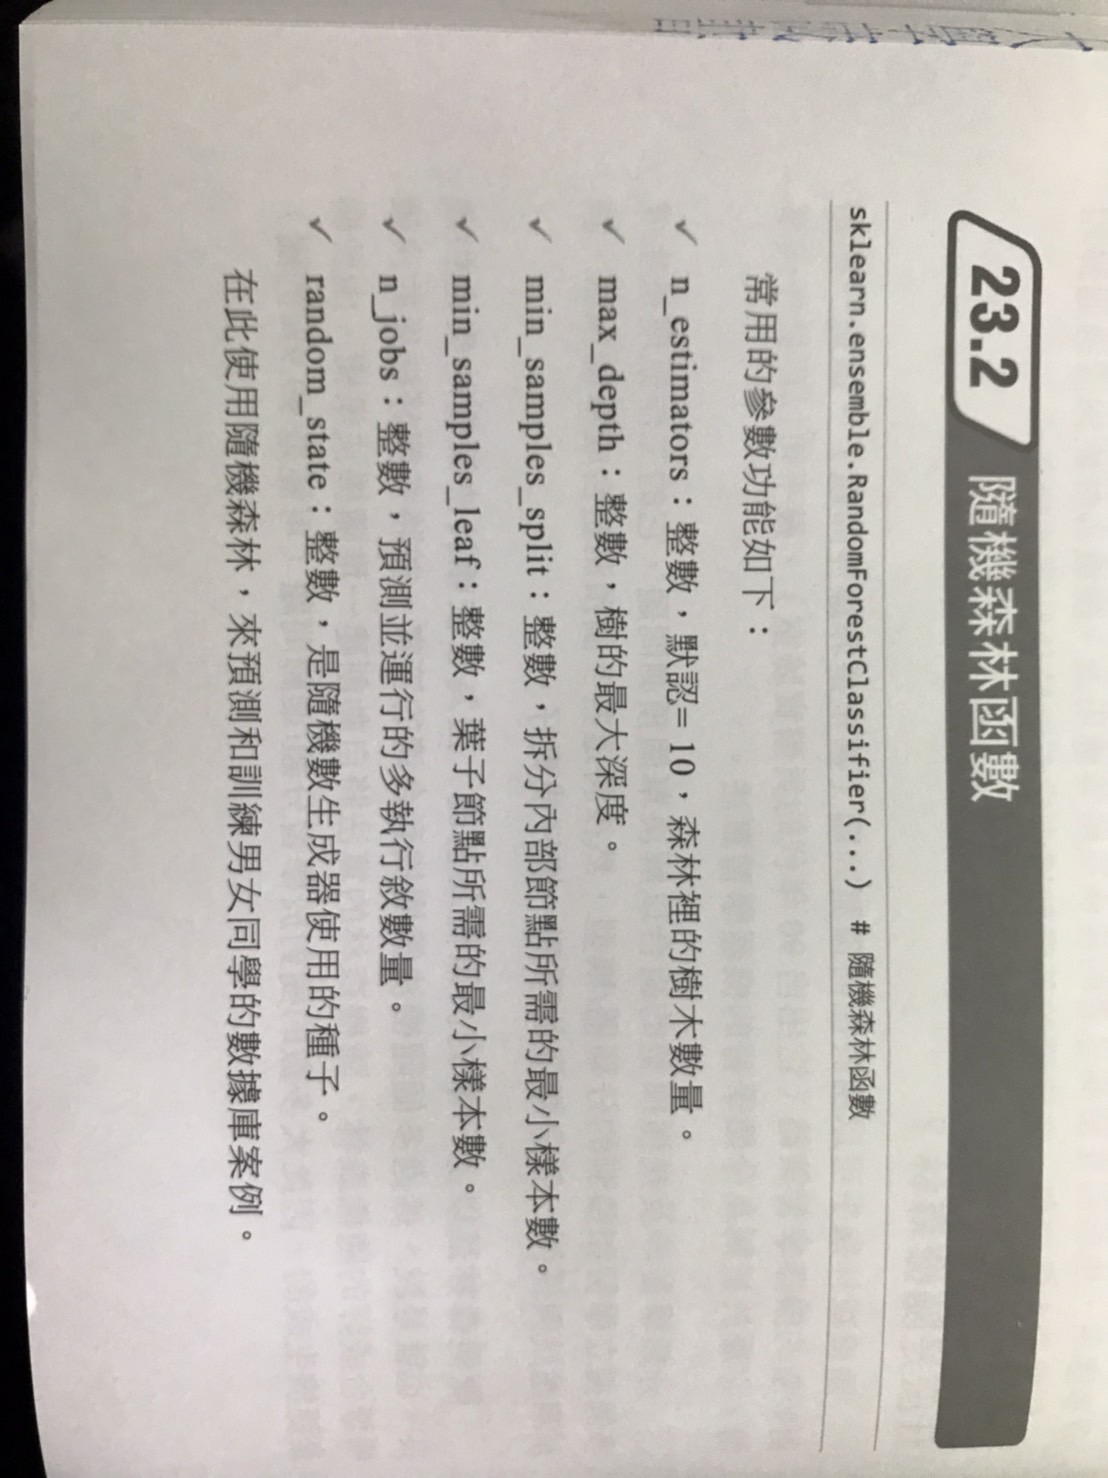 23.2 隨機森林函數
sklearn.ensemble.RandomForestClassifier(...) # 隨機森林函數
常用的參數功能如下：
✓ n_estimators：整數，默認= 10，森林裡的樹木數量。
✓ max_depth：整數，樹的最大深度。
✓ min_samples_split：整數，拆分內部節點所需的最小樣本數。
✓ min_samples_leaf：整數，葉子節點所需的最小樣本數。
✓ n_jobs：整數，預測並運行的多執行敘數量。
✓ random_state：整數，是隨機數生成器使用的種子。
在此使用隨機森林，來預測和訓練男女同學的數據庫案例。